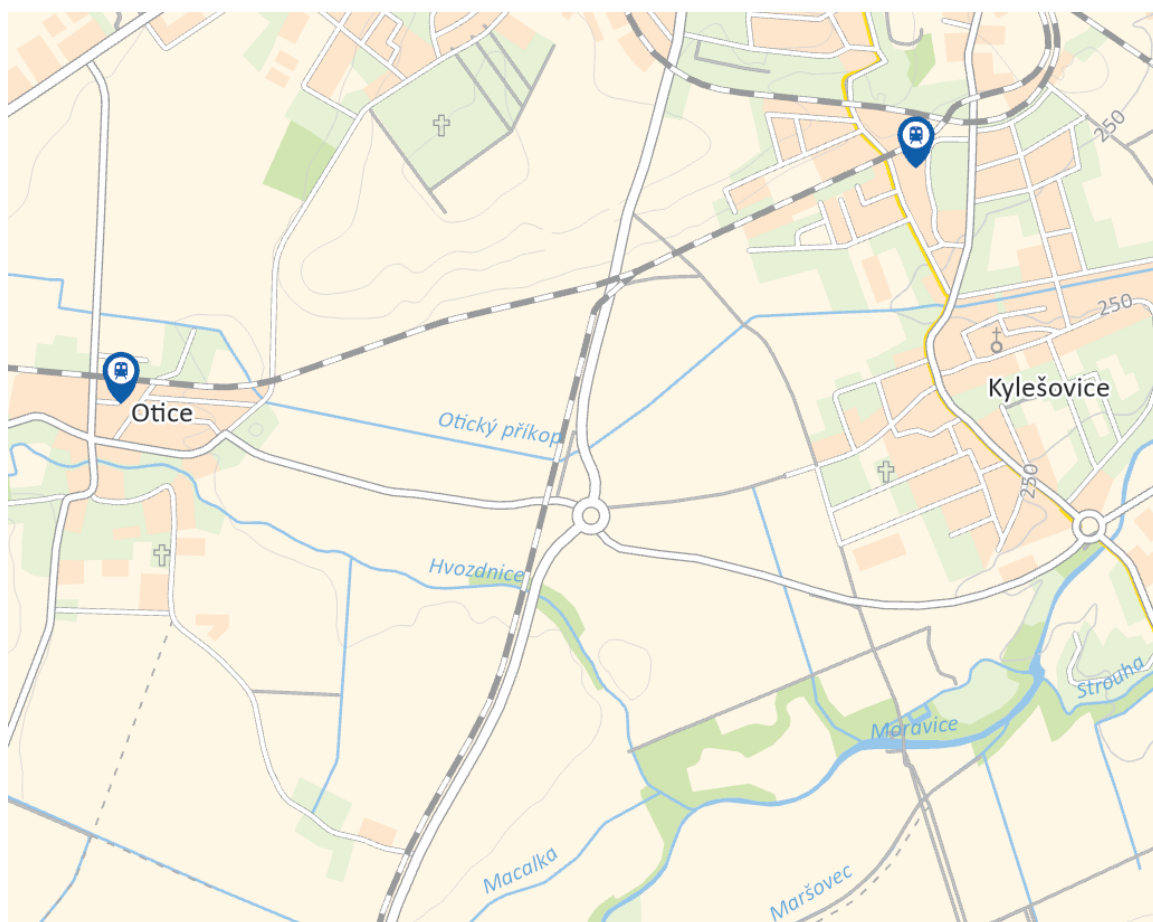 250
250
Kylešovice
Otice
Otický příkop
250
Hvozdnice
Strouha
Moravice
Macalka
Maršovec